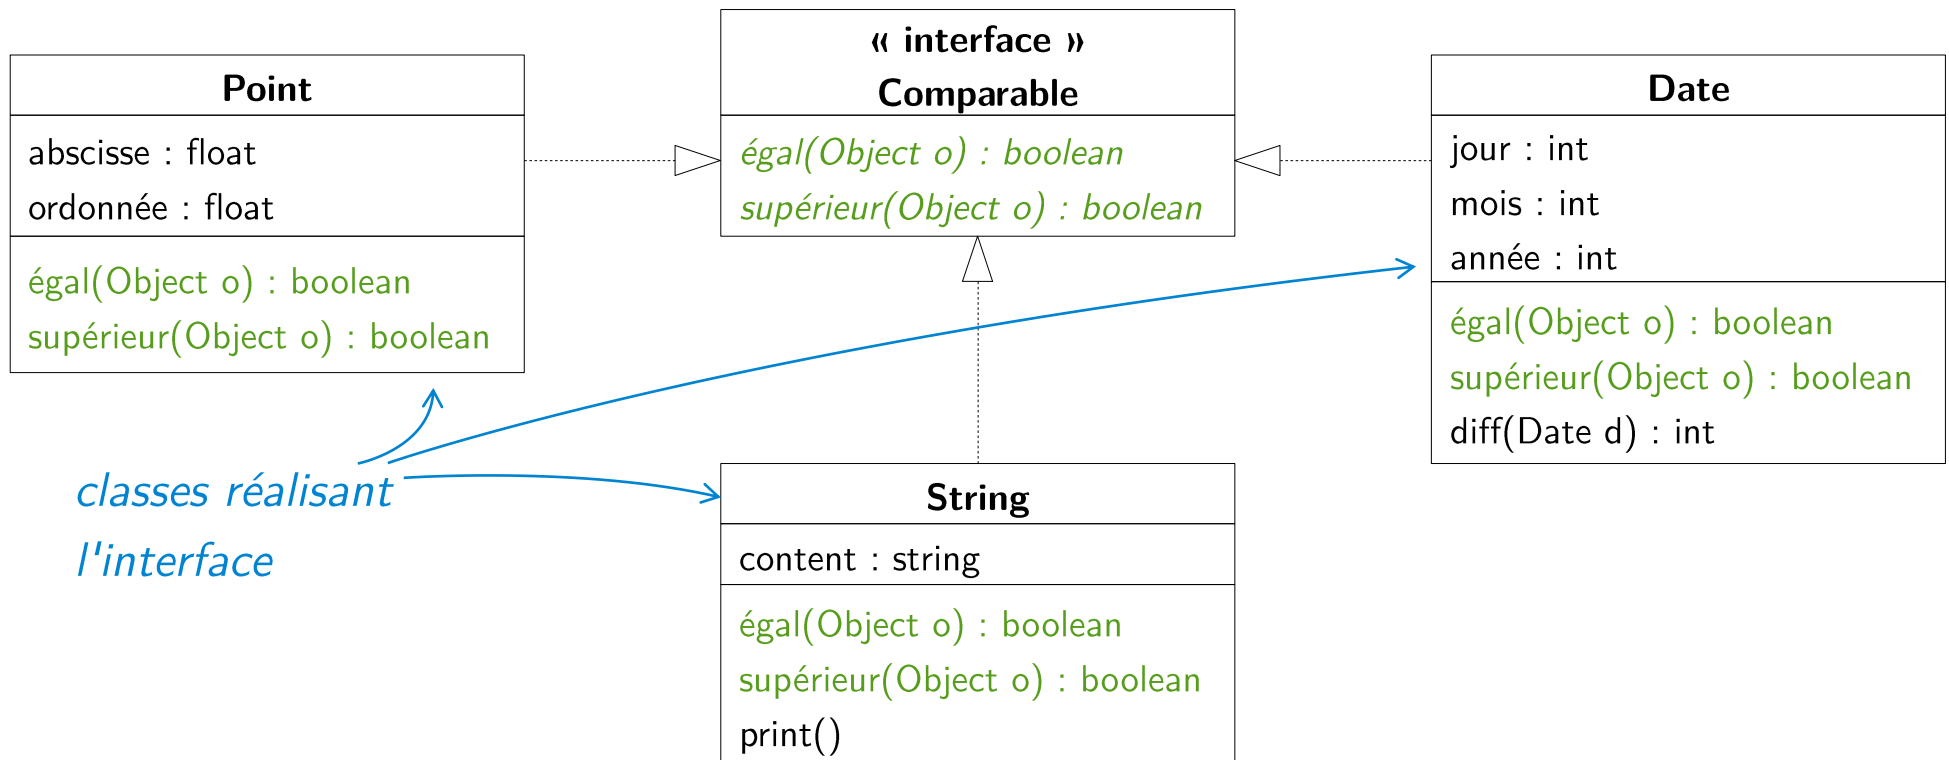 Point
abscisse : float
ordonnée : float
égal(Object o) : boolean
supérieur(Object o) : boolean
« interface »
Comparable
égal(Object o) : boolean
supérieur(Object o) : boolean
Date
jour : int
mois : int
année : int
égal(Object o) : boolean
supérieur(Object o) : boolean
diff(Date d) : int
classes réalisant
l'interface
String
content : string
égal(Object o) : boolean
supérieur(Object o) : boolean
print()